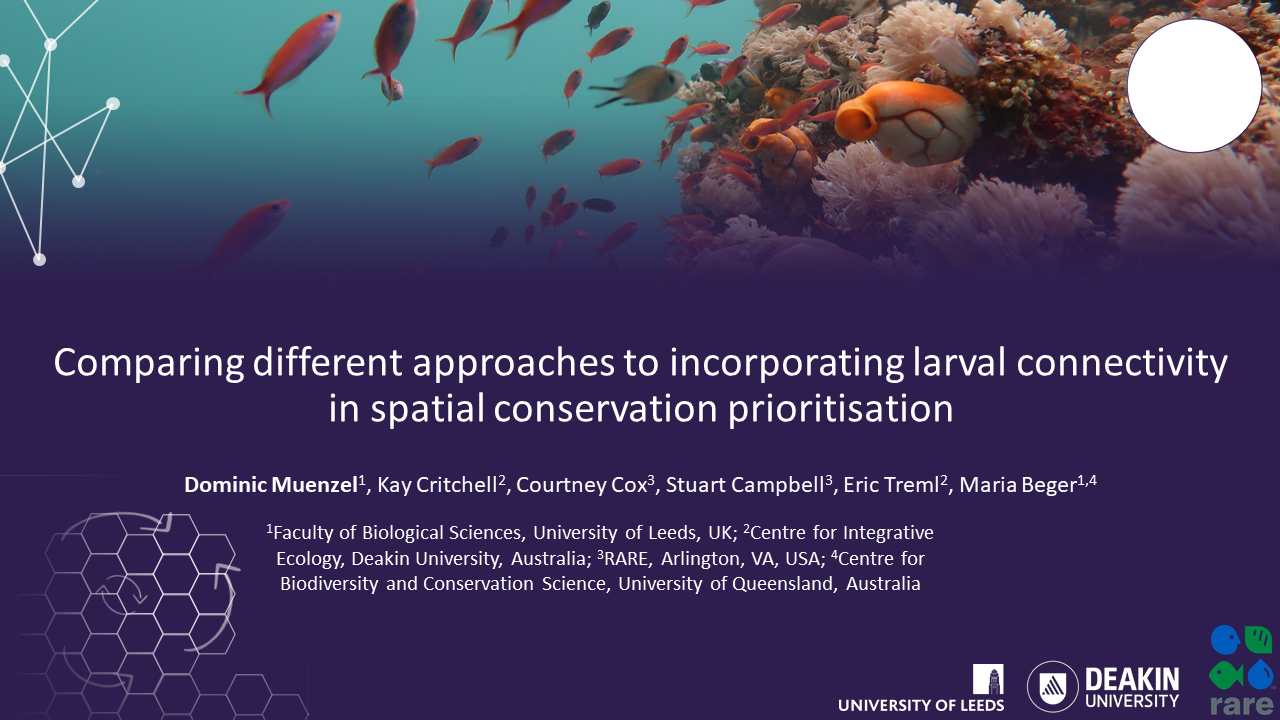 Comparing different approaches to incorporating larval connectivity
in spatial conservation prioritisation
Dominic Muenzel¹, Kay Critchell², Courtney Cox³, Stuart Campbell³, Eric Treml², Maria Beger¹,⁴
¹Faculty of Biological Sciences, University of Leeds, UK; ²Centre for Integrative
Ecology, Deakin University, Australia; ³RARE, Arlington, VA, USA; ⁴Centre for
Biodiversity and Conservation Science, University of Queensland, Australia
UNIVERSITY OF LEEDS
DEAKIN
UNIVERSITY
rare